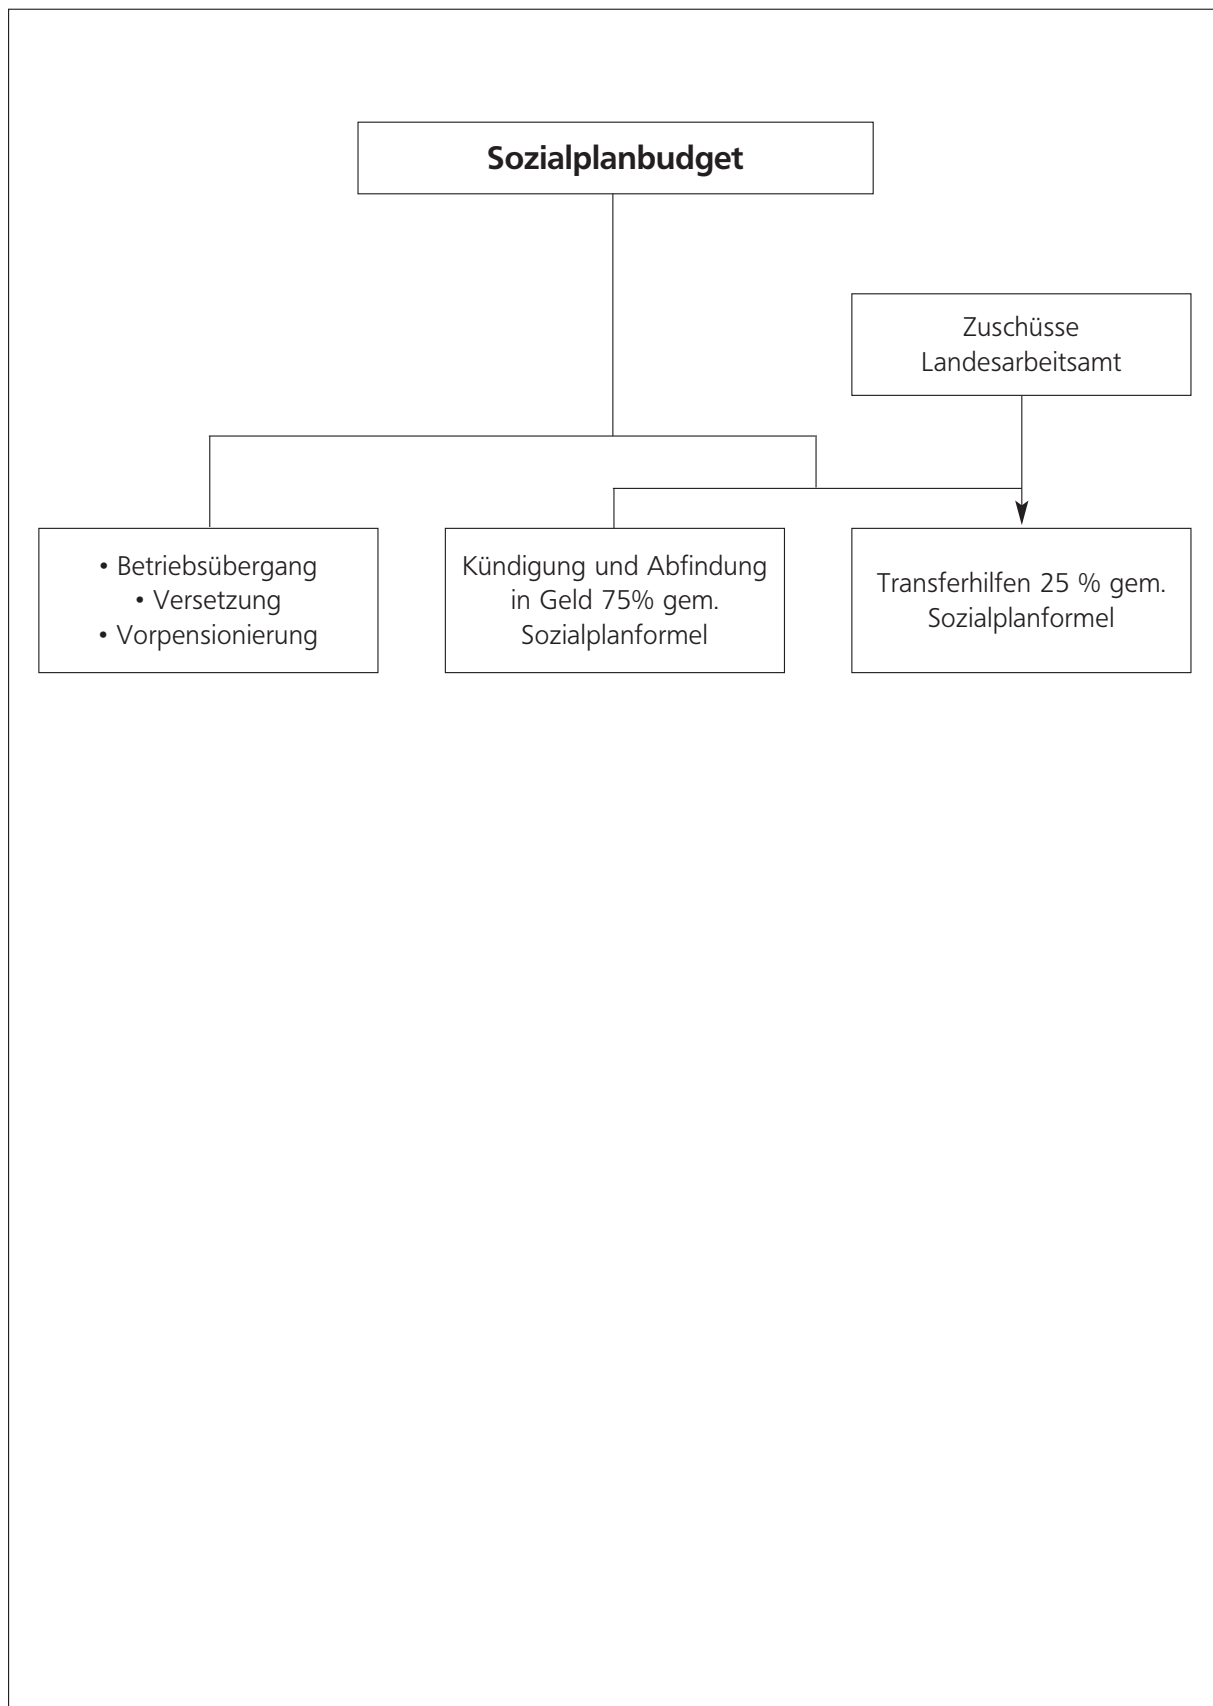 Sozialplanbudget
Zuschüsse
Landesarbeitsamt
• Betriebsübergang
• Versetzung
• Vorpensionierung
Kündigung und Abfindung
in Geld 75% gem.
Sozialplanformel
Transferhilfen 25 % gem.
Sozialplanformel